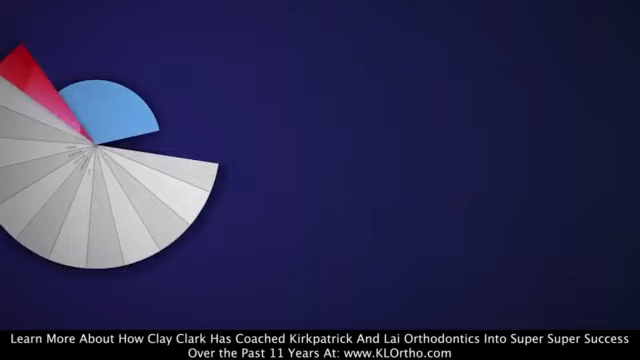 Learn More About How Clay Clark Has Coached Kirkpatrick And Lai Orthodontics Into Super Super Success
Over the Past 11 Years At: www.KLOrtho.com